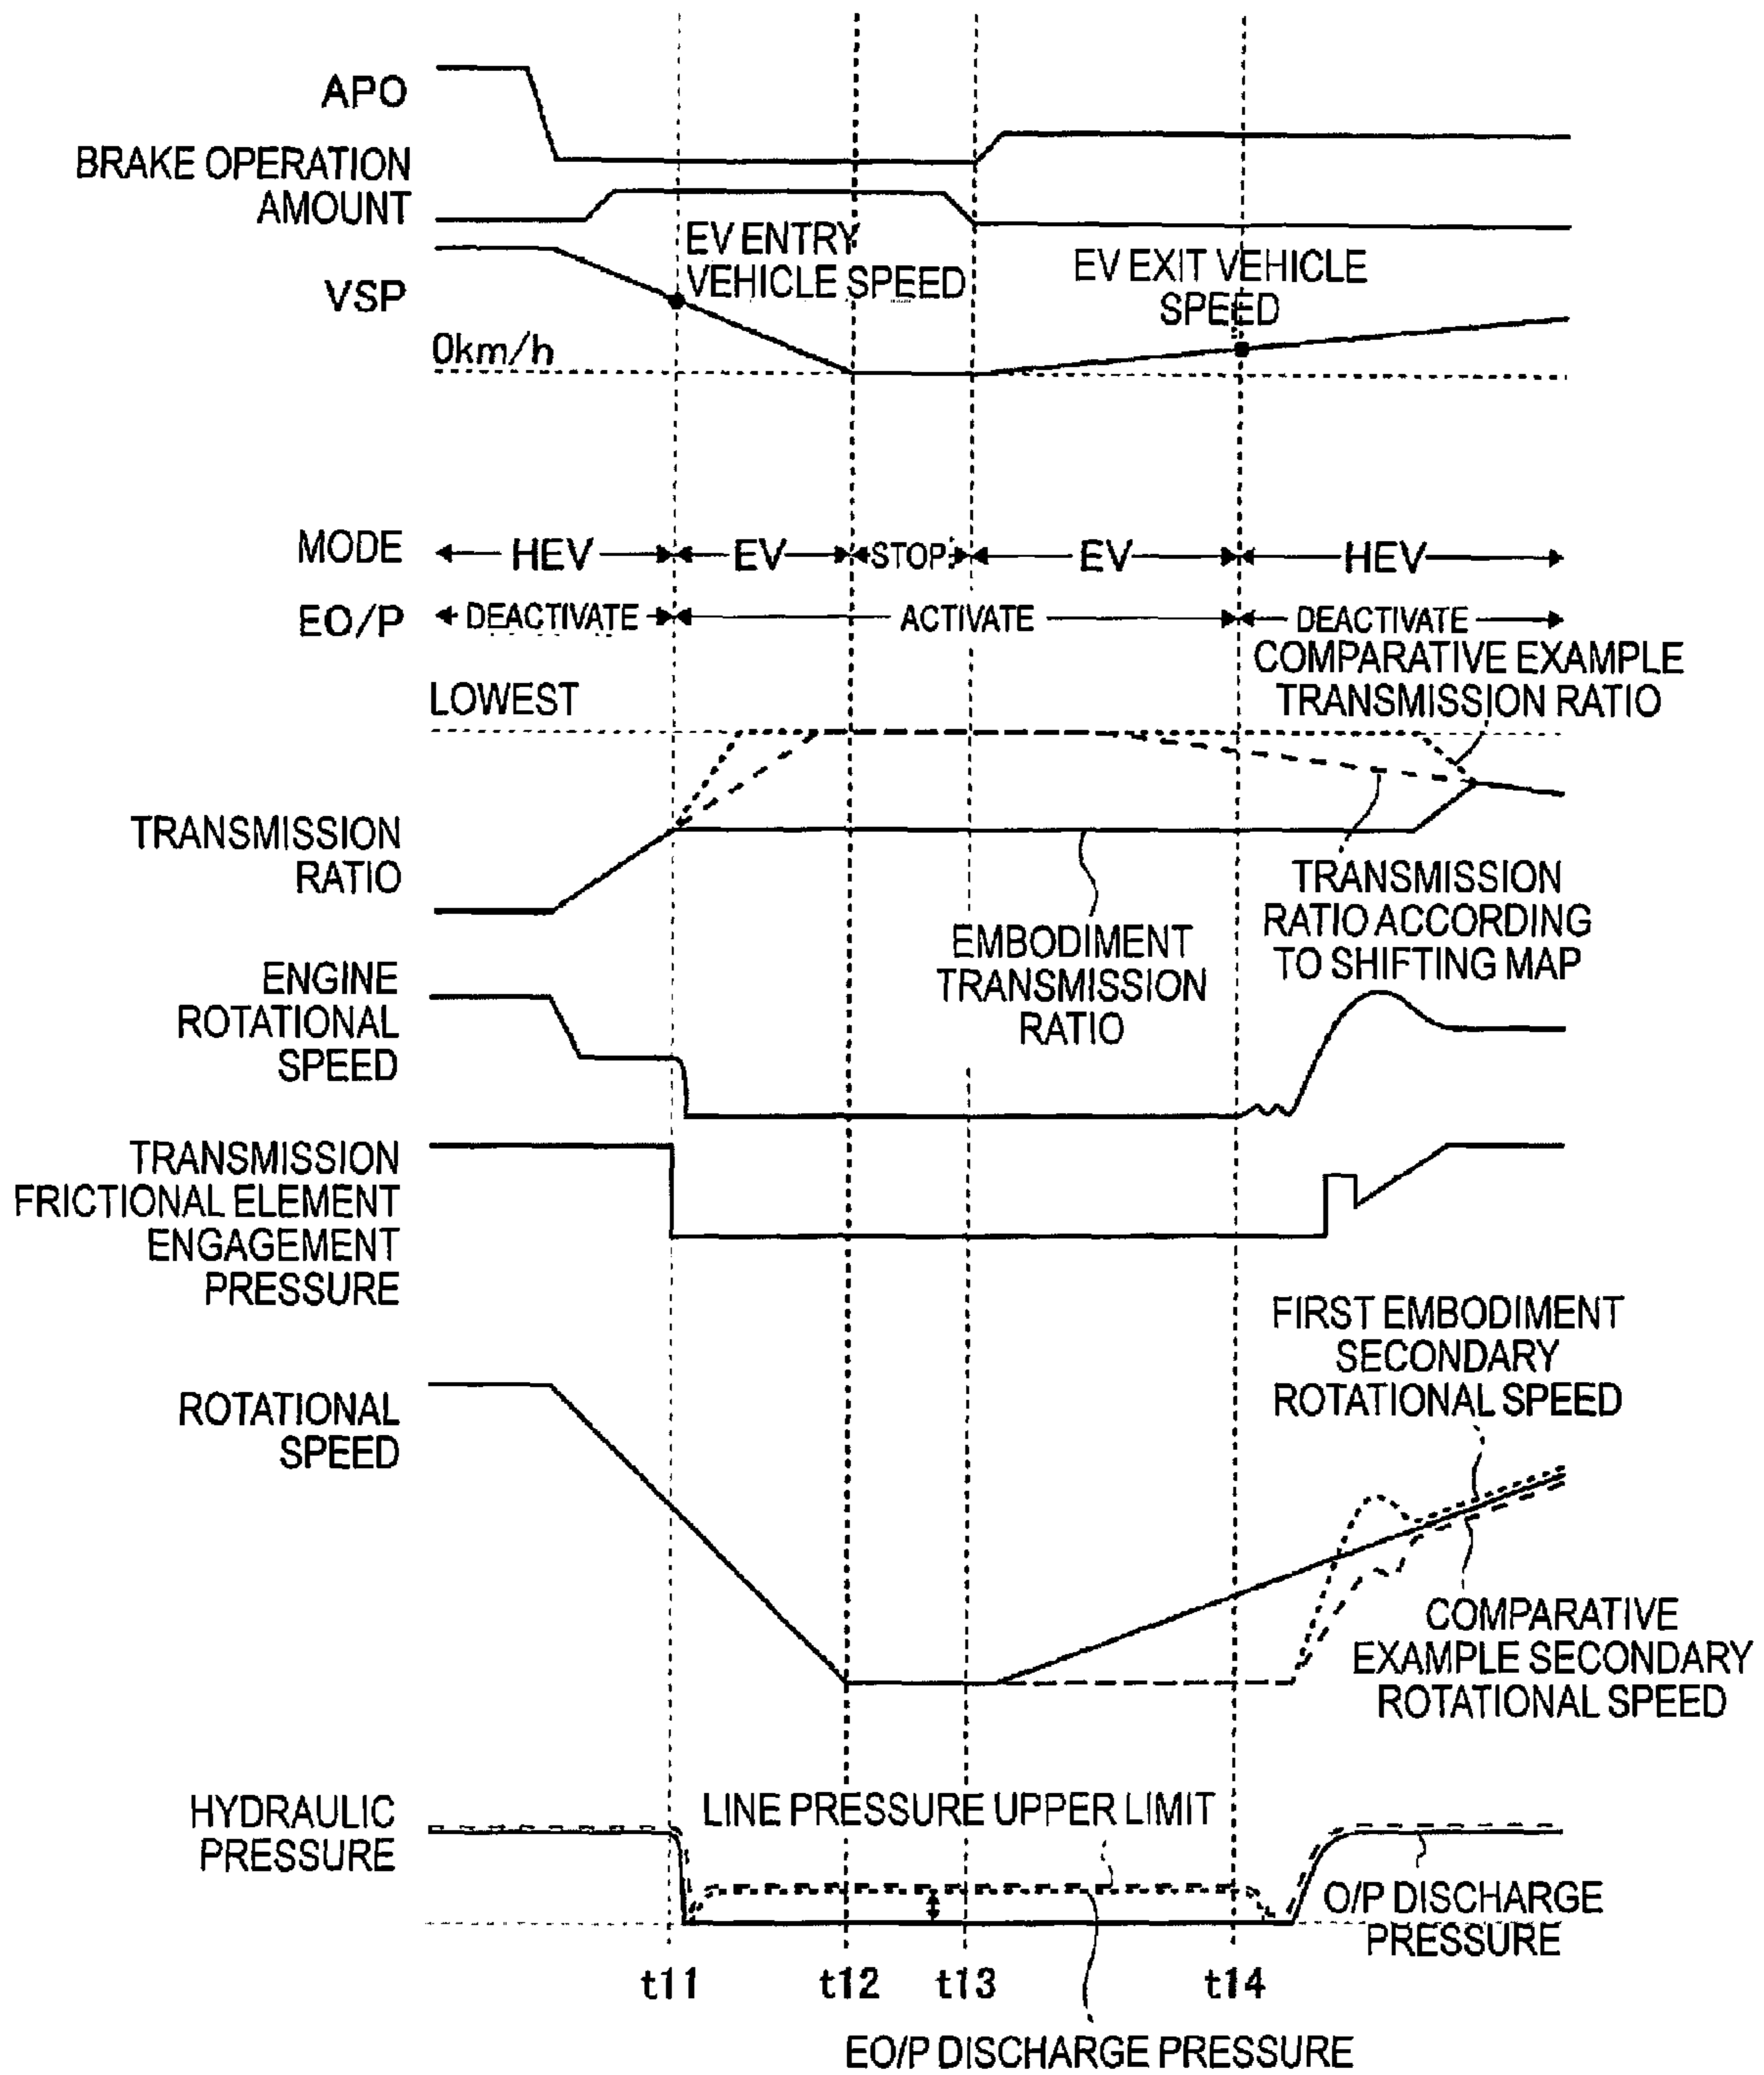 APO
BRAKE OPERATION
AMOUNT
EV ENTRY
VEHICLE SPEED
EV EXIT VEHICLE
SPEED
VSP
0km/h
MODE
HEV
EV
STOP
EV
HEV
EO/P
DEACTIVATE
ACTIVATE
DEACTIVATE
COMPARATIVE EXAMPLE
TRANSMISSION RATIO
LOWEST
TRANSMISSION
RATIO
TRANSMISSION
RATIO ACCORDING
TO SHIFTING MAP
EMBODIMENT
TRANSMISSION
RATIO
ENGINE
ROTATIONAL
SPEED
TRANSMISSION
FRICTIONAL ELEMENT
ENGAGEMENT
PRESSURE
FIRST EMBODIMENT
SECONDARY
ROTATIONAL SPEED
ROTATIONAL
SPEED
COMPARATIVE
EXAMPLE SECONDARY
ROTATIONAL SPEED
HYDRAULIC
PRESSURE
LINE PRESSURE UPPER LIMIT
O/P DISCHARGE
PRESSURE
t11
t12
t13
t14
EO/P DISCHARGE PRESSURE